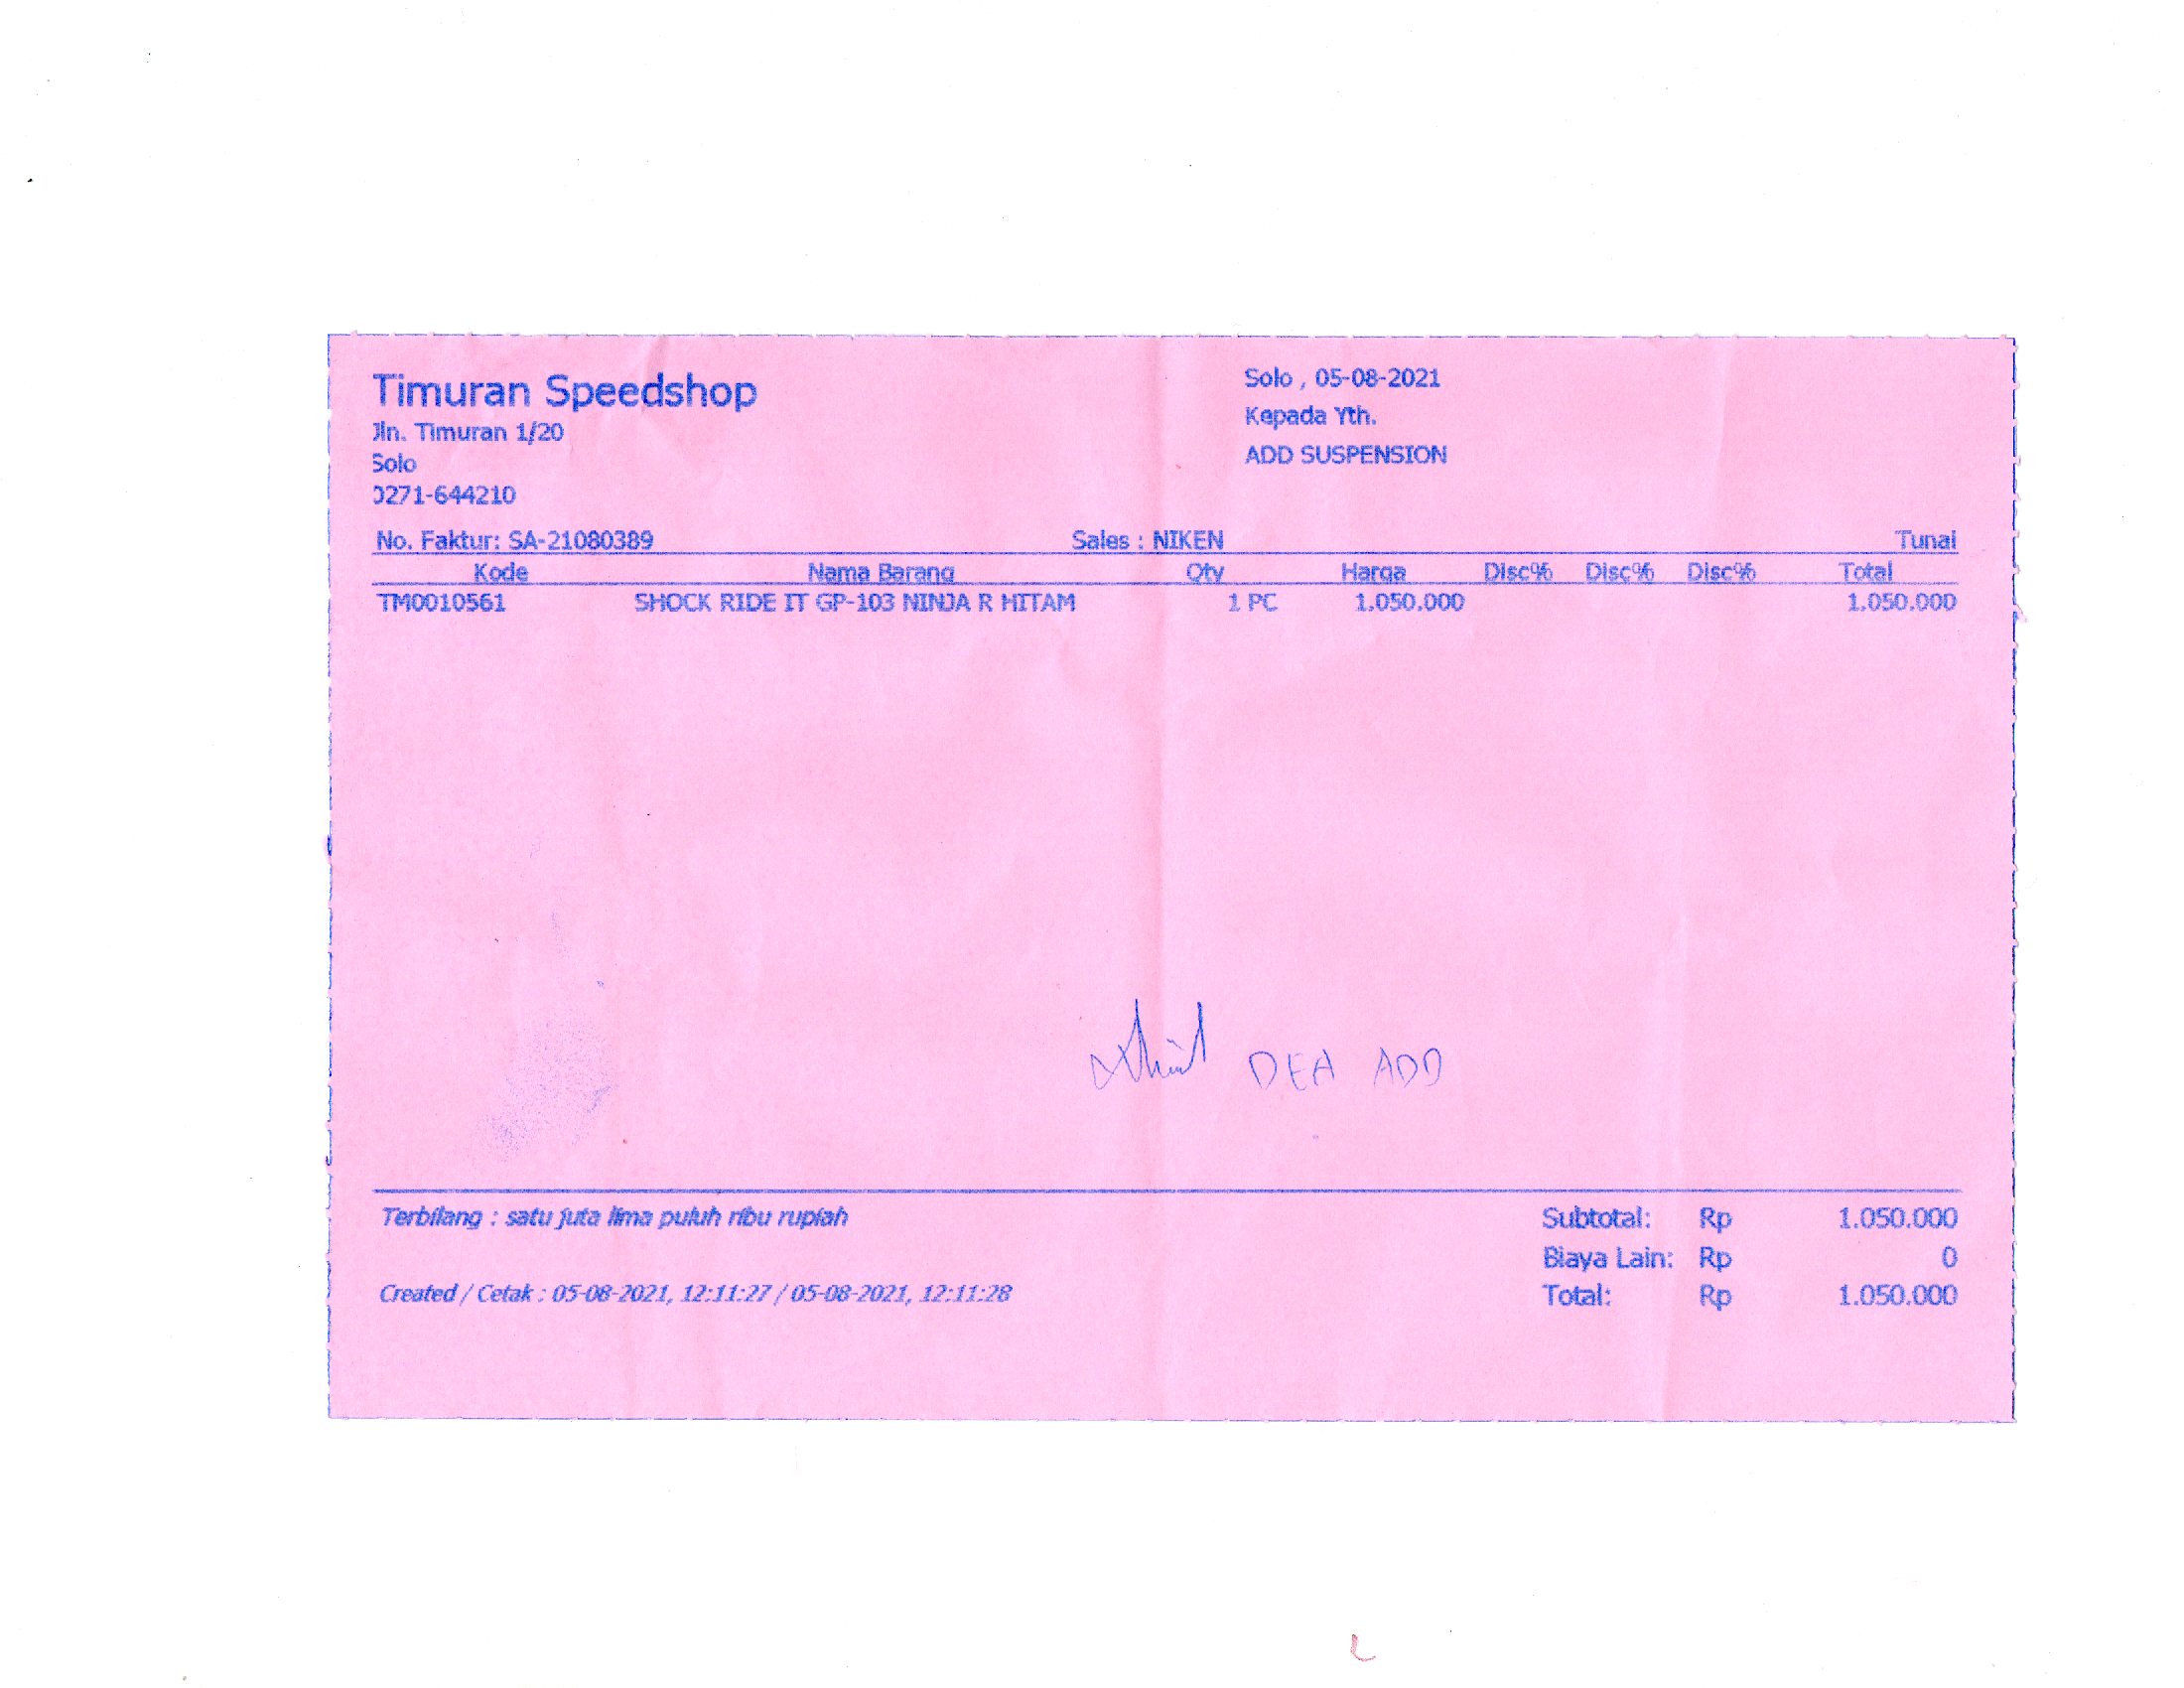 Timuran Speedshop
Jln. Timuran 1/20
Solo
0271-644210
Solo , 05-08-2021
Kepada Yth.
ADD SUSPENSION
No. Faktur: SA-21080389 Sales : NIKEN Tunai
Kode Nama Barang Qty Harga Disc% Disc% Disc% Total
TM0010561 SHOCK RIDE IT GP-103 NINJA R HITAM 1 PC 1.050.000 1.050.000
DEA ADD
Terbilang : satu juta lima puluh ribu rupiah
Subtotal: Rp 1.050.000
Biaya Lain: Rp 0
Created / Cetak : 05-08-2021, 12:11:27 / 05-08-2021, 12:11:28
Total: Rp 1.050.000